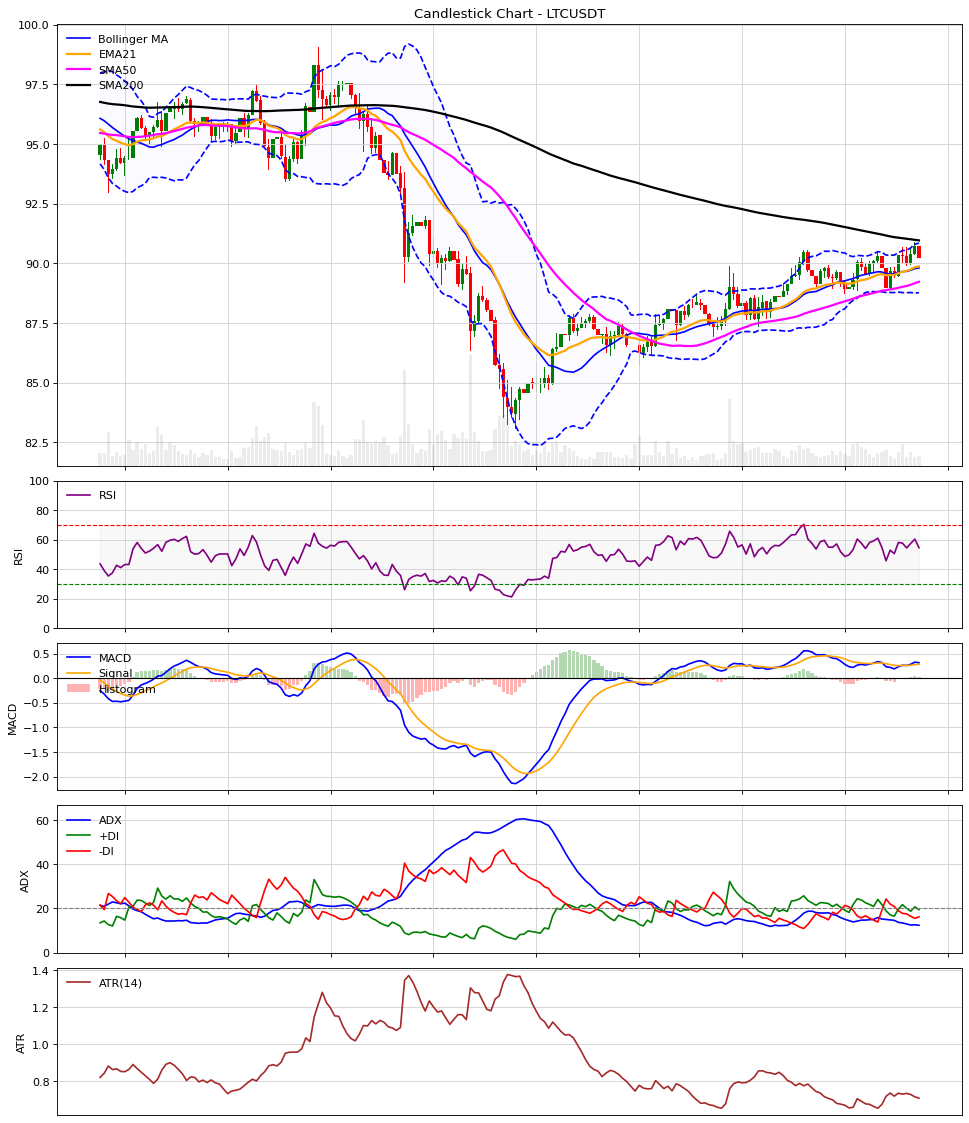 Candlestick Chart - LTCUSDT
100.0
97.5
95.0
92.5
90.0
87.5
85.0
82.5
Bollinger MA
EMA21
SMA50
SMA200
100
80
60
40
20
0
RSI
RSI
0.5
0.0
−0.5
−1.0
−1.5
−2.0
MACD
MACD
Signal
Histogram
60
40
20
0
ADX
ADX
+DI
-DI
1.4
1.2
1.0
0.8
ATR
ATR(14)